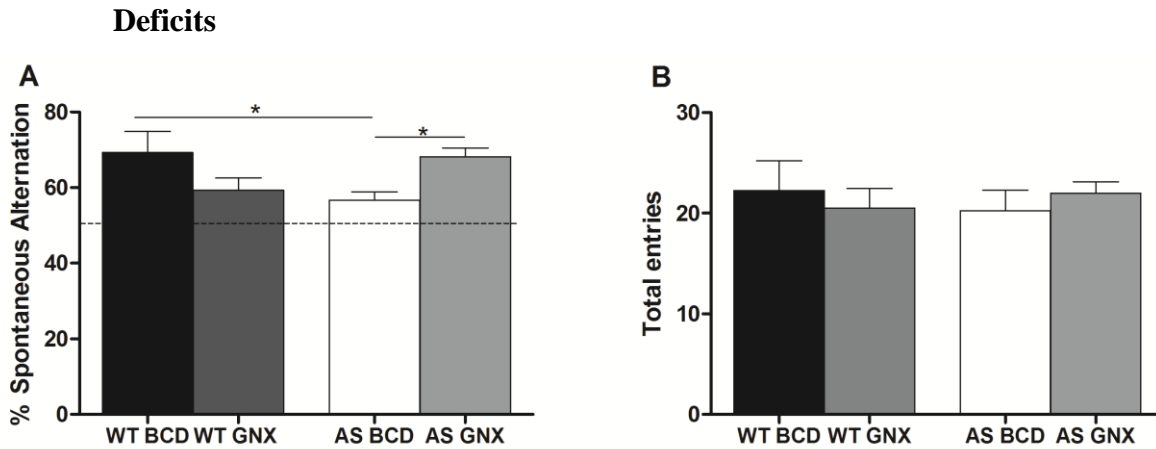 Deficits
A
B
% Spontaneous Alternation
80
60
40
20
0
*
*
WT BCD WT GNX AS BCD AS GNX
Total entries
30
20
10
0
WT BCD WT GNX AS BCD AS GNX